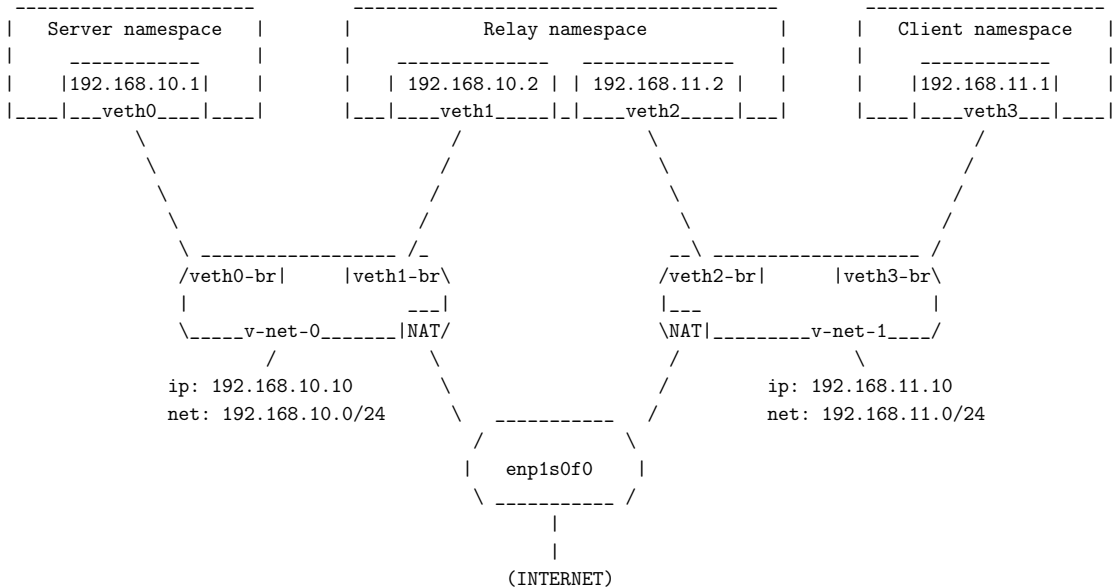 Server namespace Relay namespace Client namespace
192.168.10.1 192.168.10.2 192.168.11.2 192.168.11.1
veth0 veth1 veth2 veth3
veth0-br veth1-br veth2-br veth3-br
v-net-0 NAT NAT v-net-1
ip: 192.168.10.10 ip: 192.168.11.10
net: 192.168.10.0/24 net: 192.168.11.0/24
enp1s0f0
(INTERNET)